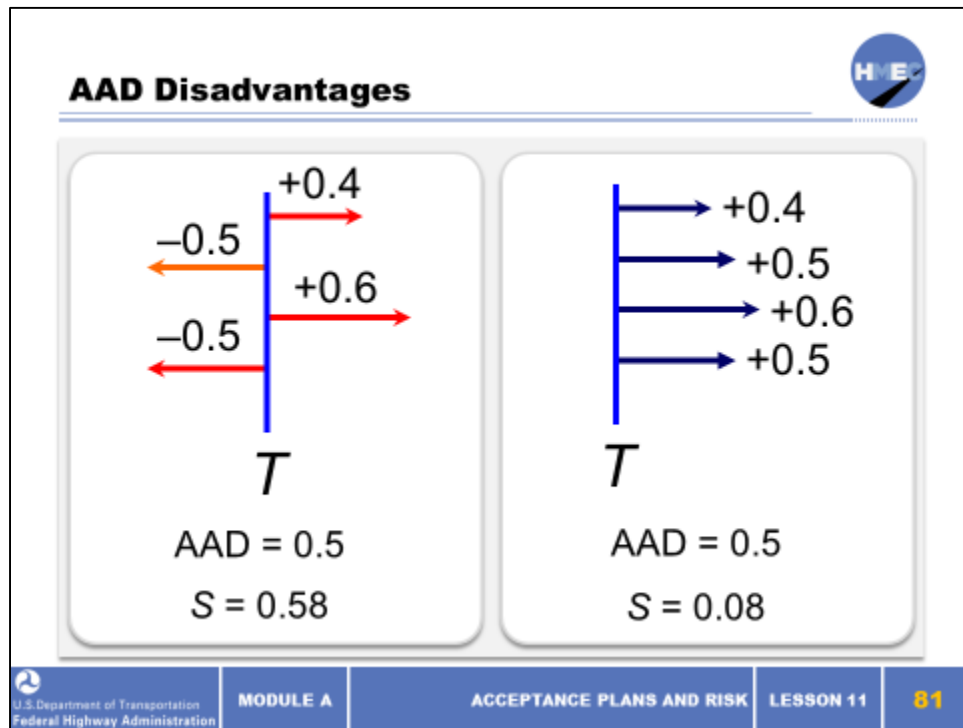 AAD Disadvantages
HMEC
+0.4
–0.5
+0.6
–0.5
T
AAD = 0.5
S = 0.58
+0.4
+0.5
+0.6
+0.5
T
AAD = 0.5
S = 0.08
U.S.Department of Transportation
Federal Highway Administration
MODULE A
ACCEPTANCE PLANS AND RISK
LESSON 11
81